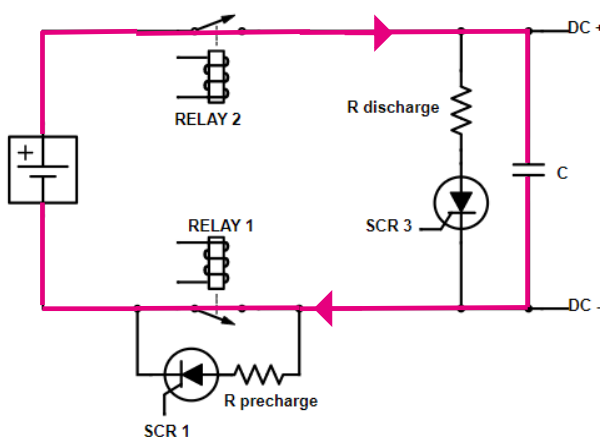 DC +
R discharge
RELAY 2
+
C
RELAY 1
SCR 3
DC -
R precharge
SCR 1